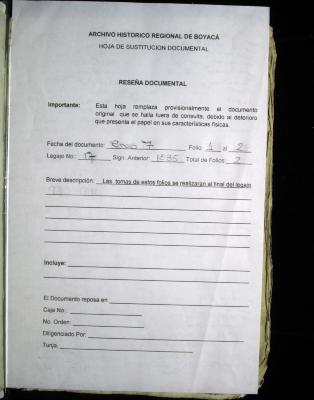 ARCHIVO HISTORICO REGIONAL DE BOYACÁ
HOJA DE SUSTITUCION DOCUMENTAL
RESEÑA DOCUMENTAL
Importante: Esta hoja remplaza provisionalmente el documento
original que se halla fuera de consulta, debido al deterioro
que presenta el papel en sus características físicas.
Fecha del documento: enero 7 Folio 1 al 2
Legajo No.: 17 Sign. Anterior: 1595 Total de Folios: 2
Breve descripción: Las tomas de estos folios se realizaran al final del legajo
Incluye:
El Documento reposa en
Caja No.:
No. Orden:
Diligenciado Por:
Tunja,